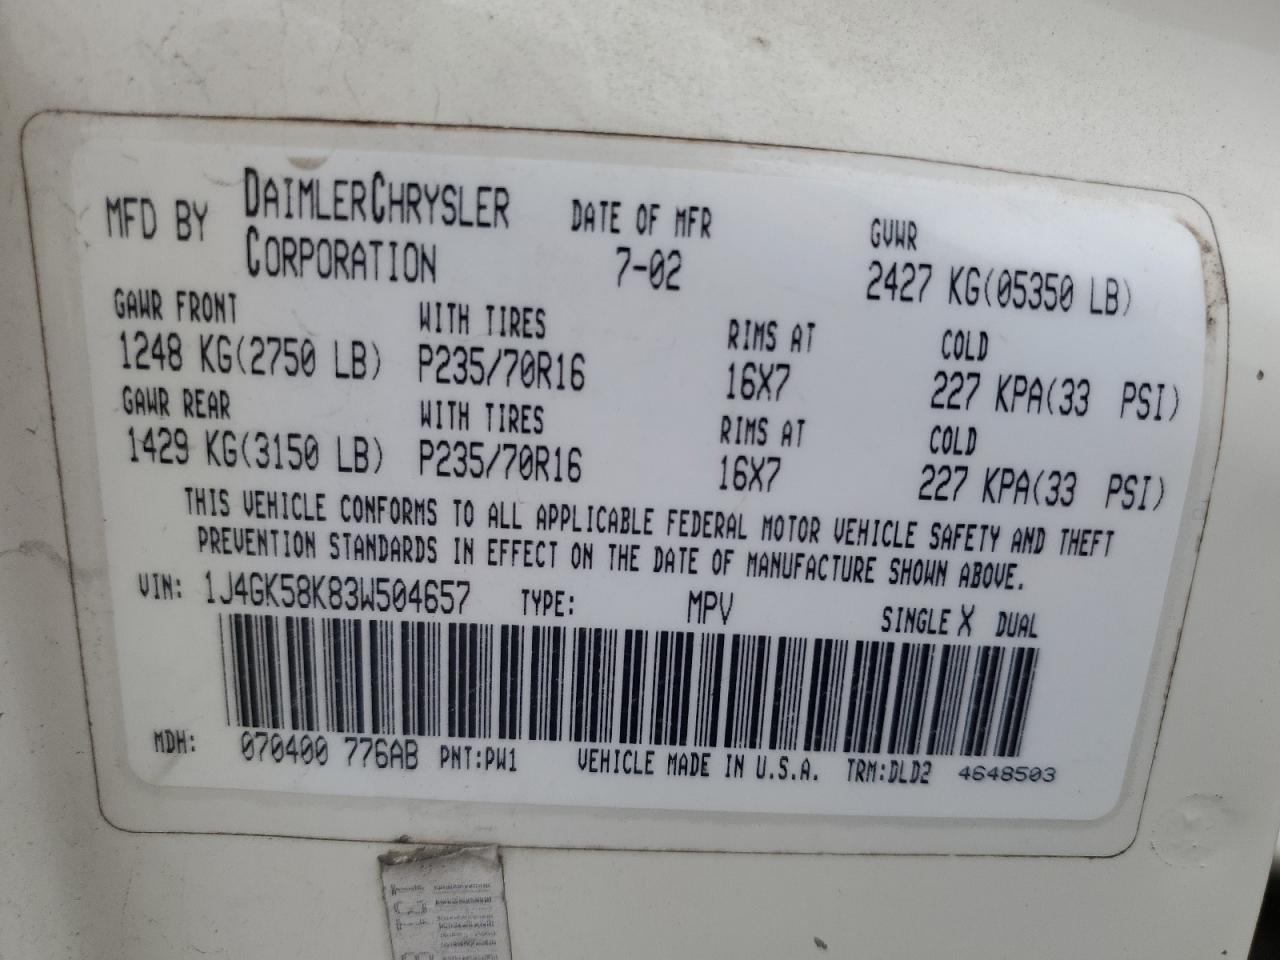 MFD BY DAIMLERCHRYSLER CORPORATION
DATE OF MFR 7-02
GVWR 2427 KG(05350 LB)
GAWR FRONT WITH TIRES RIMS AT COLD
1248 KG(2750 LB) P235/70R16 16X7 227 KPA(33 PSI)
GAWR REAR WITH TIRES RIMS AT COLD
1429 KG(3150 LB) P235/70R16 16X7 227 KPA(33 PSI)
THIS VEHICLE CONFORMS TO ALL APPLICABLE FEDERAL MOTOR VEHICLE SAFETY AND THEFT
PREVENTION STANDARDS IN EFFECT ON THE DATE OF MANUFACTURE SHOWN ABOVE.
VIN: 1J4GK58K83W504657 TYPE: MPV SINGLE X DUAL
MDH: 070400 776AB PNT:PW1 VEHICLE MADE IN U.S.A. TRM:DLD2 4648503